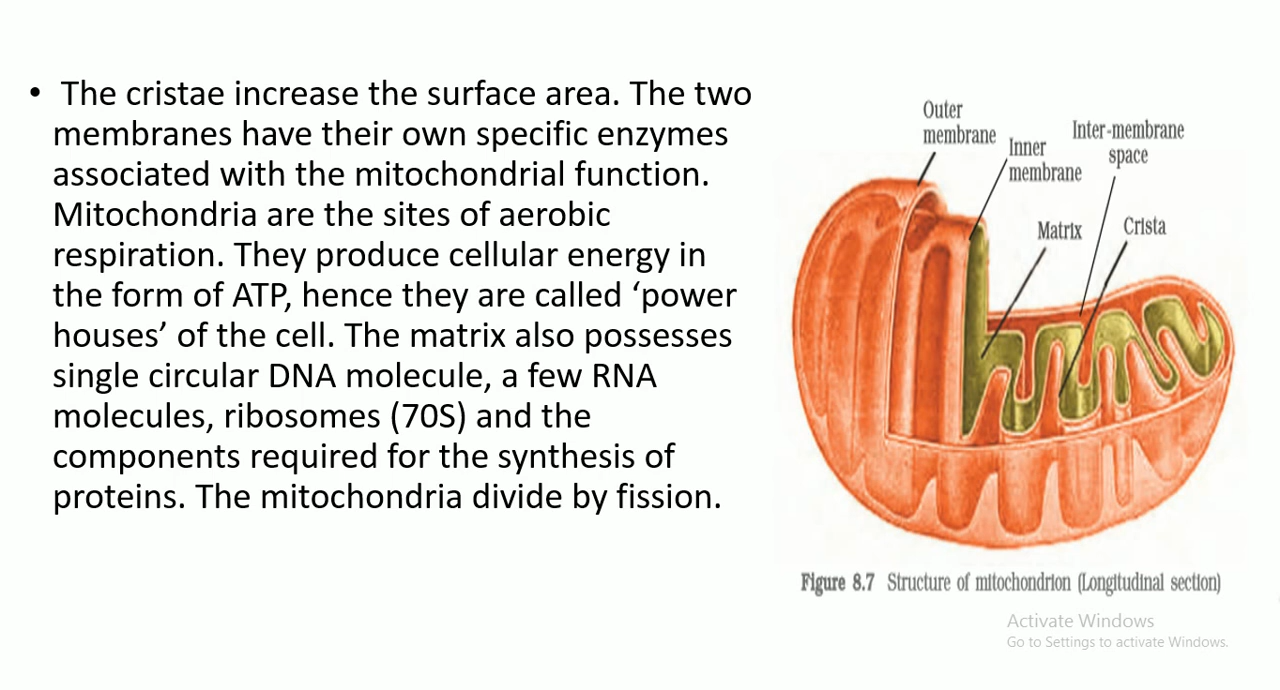 • The cristae increase the surface area. The two
membranes have their own specific enzymes
associated with the mitochondrial function.
Mitochondria are the sites of aerobic
respiration. They produce cellular energy in
the form of ATP, hence they are called ‘power
houses’ of the cell. The matrix also possesses
single circular DNA molecule, a few RNA
molecules, ribosomes (70S) and the
components required for the synthesis of
proteins. The mitochondria divide by fission.
Outer
membrane
Inner
membrane
Inter-membrane
space
Matrix
Crista
Figure 8.7 Structure of mitochondrion (Longitudinal section)
Activate Windows
Go to Settings to activate Windows.